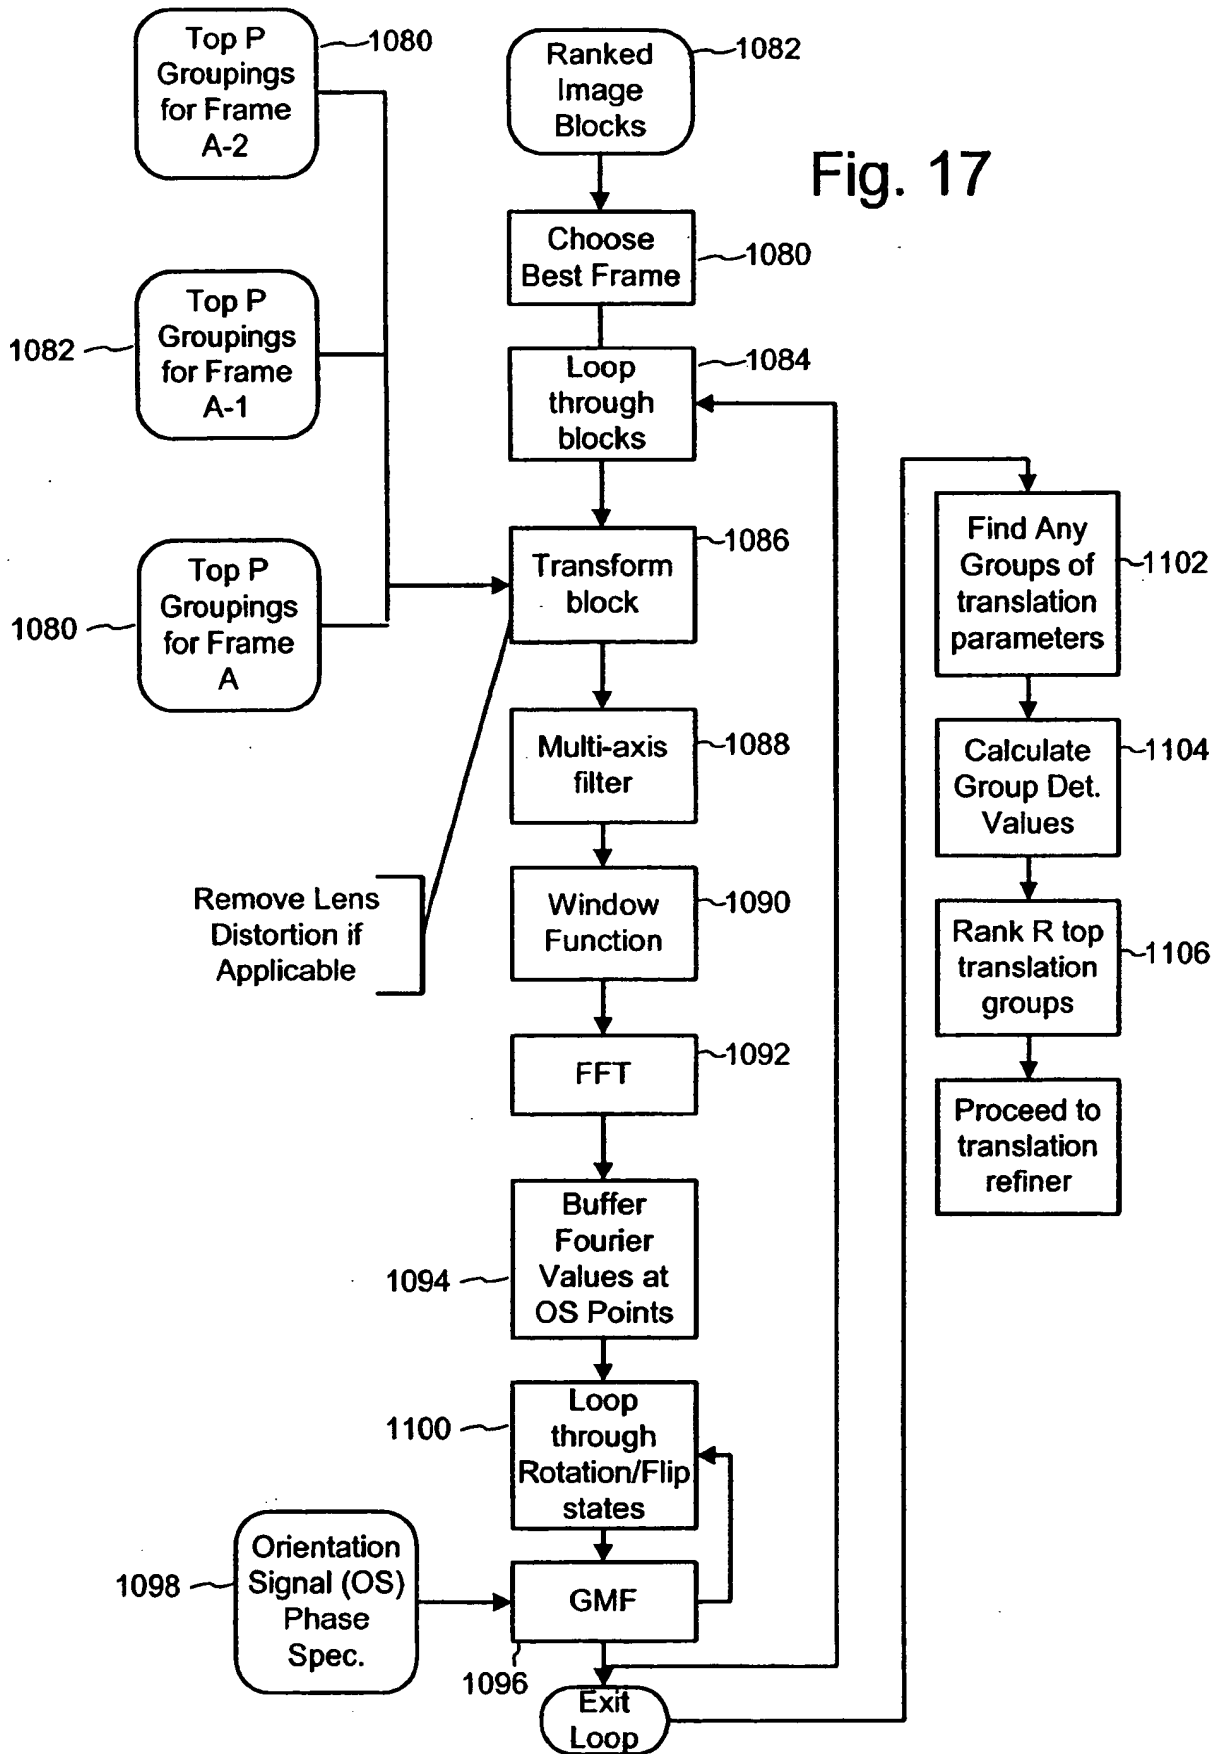 Top P
Groupings
for Frame
A-2
1080
Ranked
Image
Blocks
1082
Fig. 17
Choose
Best Frame
1080
Top P
Groupings
for Frame
A-1
1082
Loop
through
blocks
1084
Top P
Groupings
for Frame
A
1080
Transform
block
1086
Find Any
Groups of
translation
parameters
1102
Multi-axis
filter
1088
Calculate
Group Det.
Values
1104
Remove Lens
Distortion if
Applicable
Window
Function
1090
Rank R top
translation
groups
1106
FFT
1092
Proceed to
translation
refiner
Buffer
Fourier
Values at
OS Points
1094
Loop
through
Rotation/Flip
states
1100
Orientation
Signal (OS)
Phase
Spec.
1098
GMF
1096
Exit
Loop